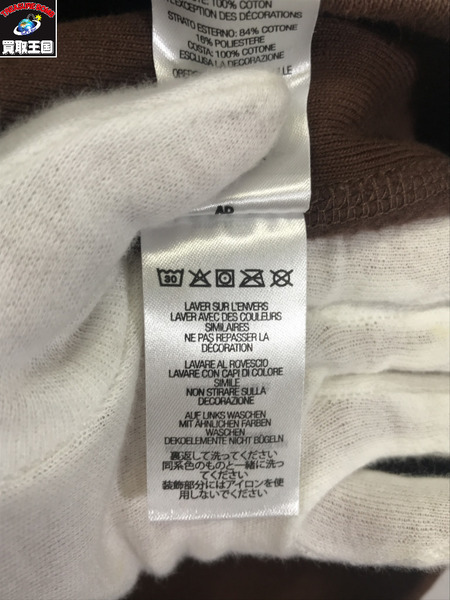 TRADING KINGDOM
買取王国
: 100% COTON
L'EXCEPTION DES DÉCORATIONS
STRATO ESTERNO: 84% COTONE
16% POLIESTERE
COSTA: 100% COTONE
ESCLUSA LA DECORAZIONE
30
LAVER SUR L'ENVERS
LAVER AVEC DES COULEURS
SIMILAIRES
NE PAS REPASSER LA
DÉCORATION
LAVARE AL ROVESCIO
LAVARE CON CAPI DI COLORE
SIMILE
NON STIRARE SULLA
DECORAZIONE
AUF LINKS WASCHEN
MIT ÄHNLICHEN FARBEN
WASCHEN
DEKOELEMENTE NICHT BÜGELN
裏返して洗ってください
同系色のものと一緒に洗っ
てください
装飾部分にはアイロンを使
用しないでください